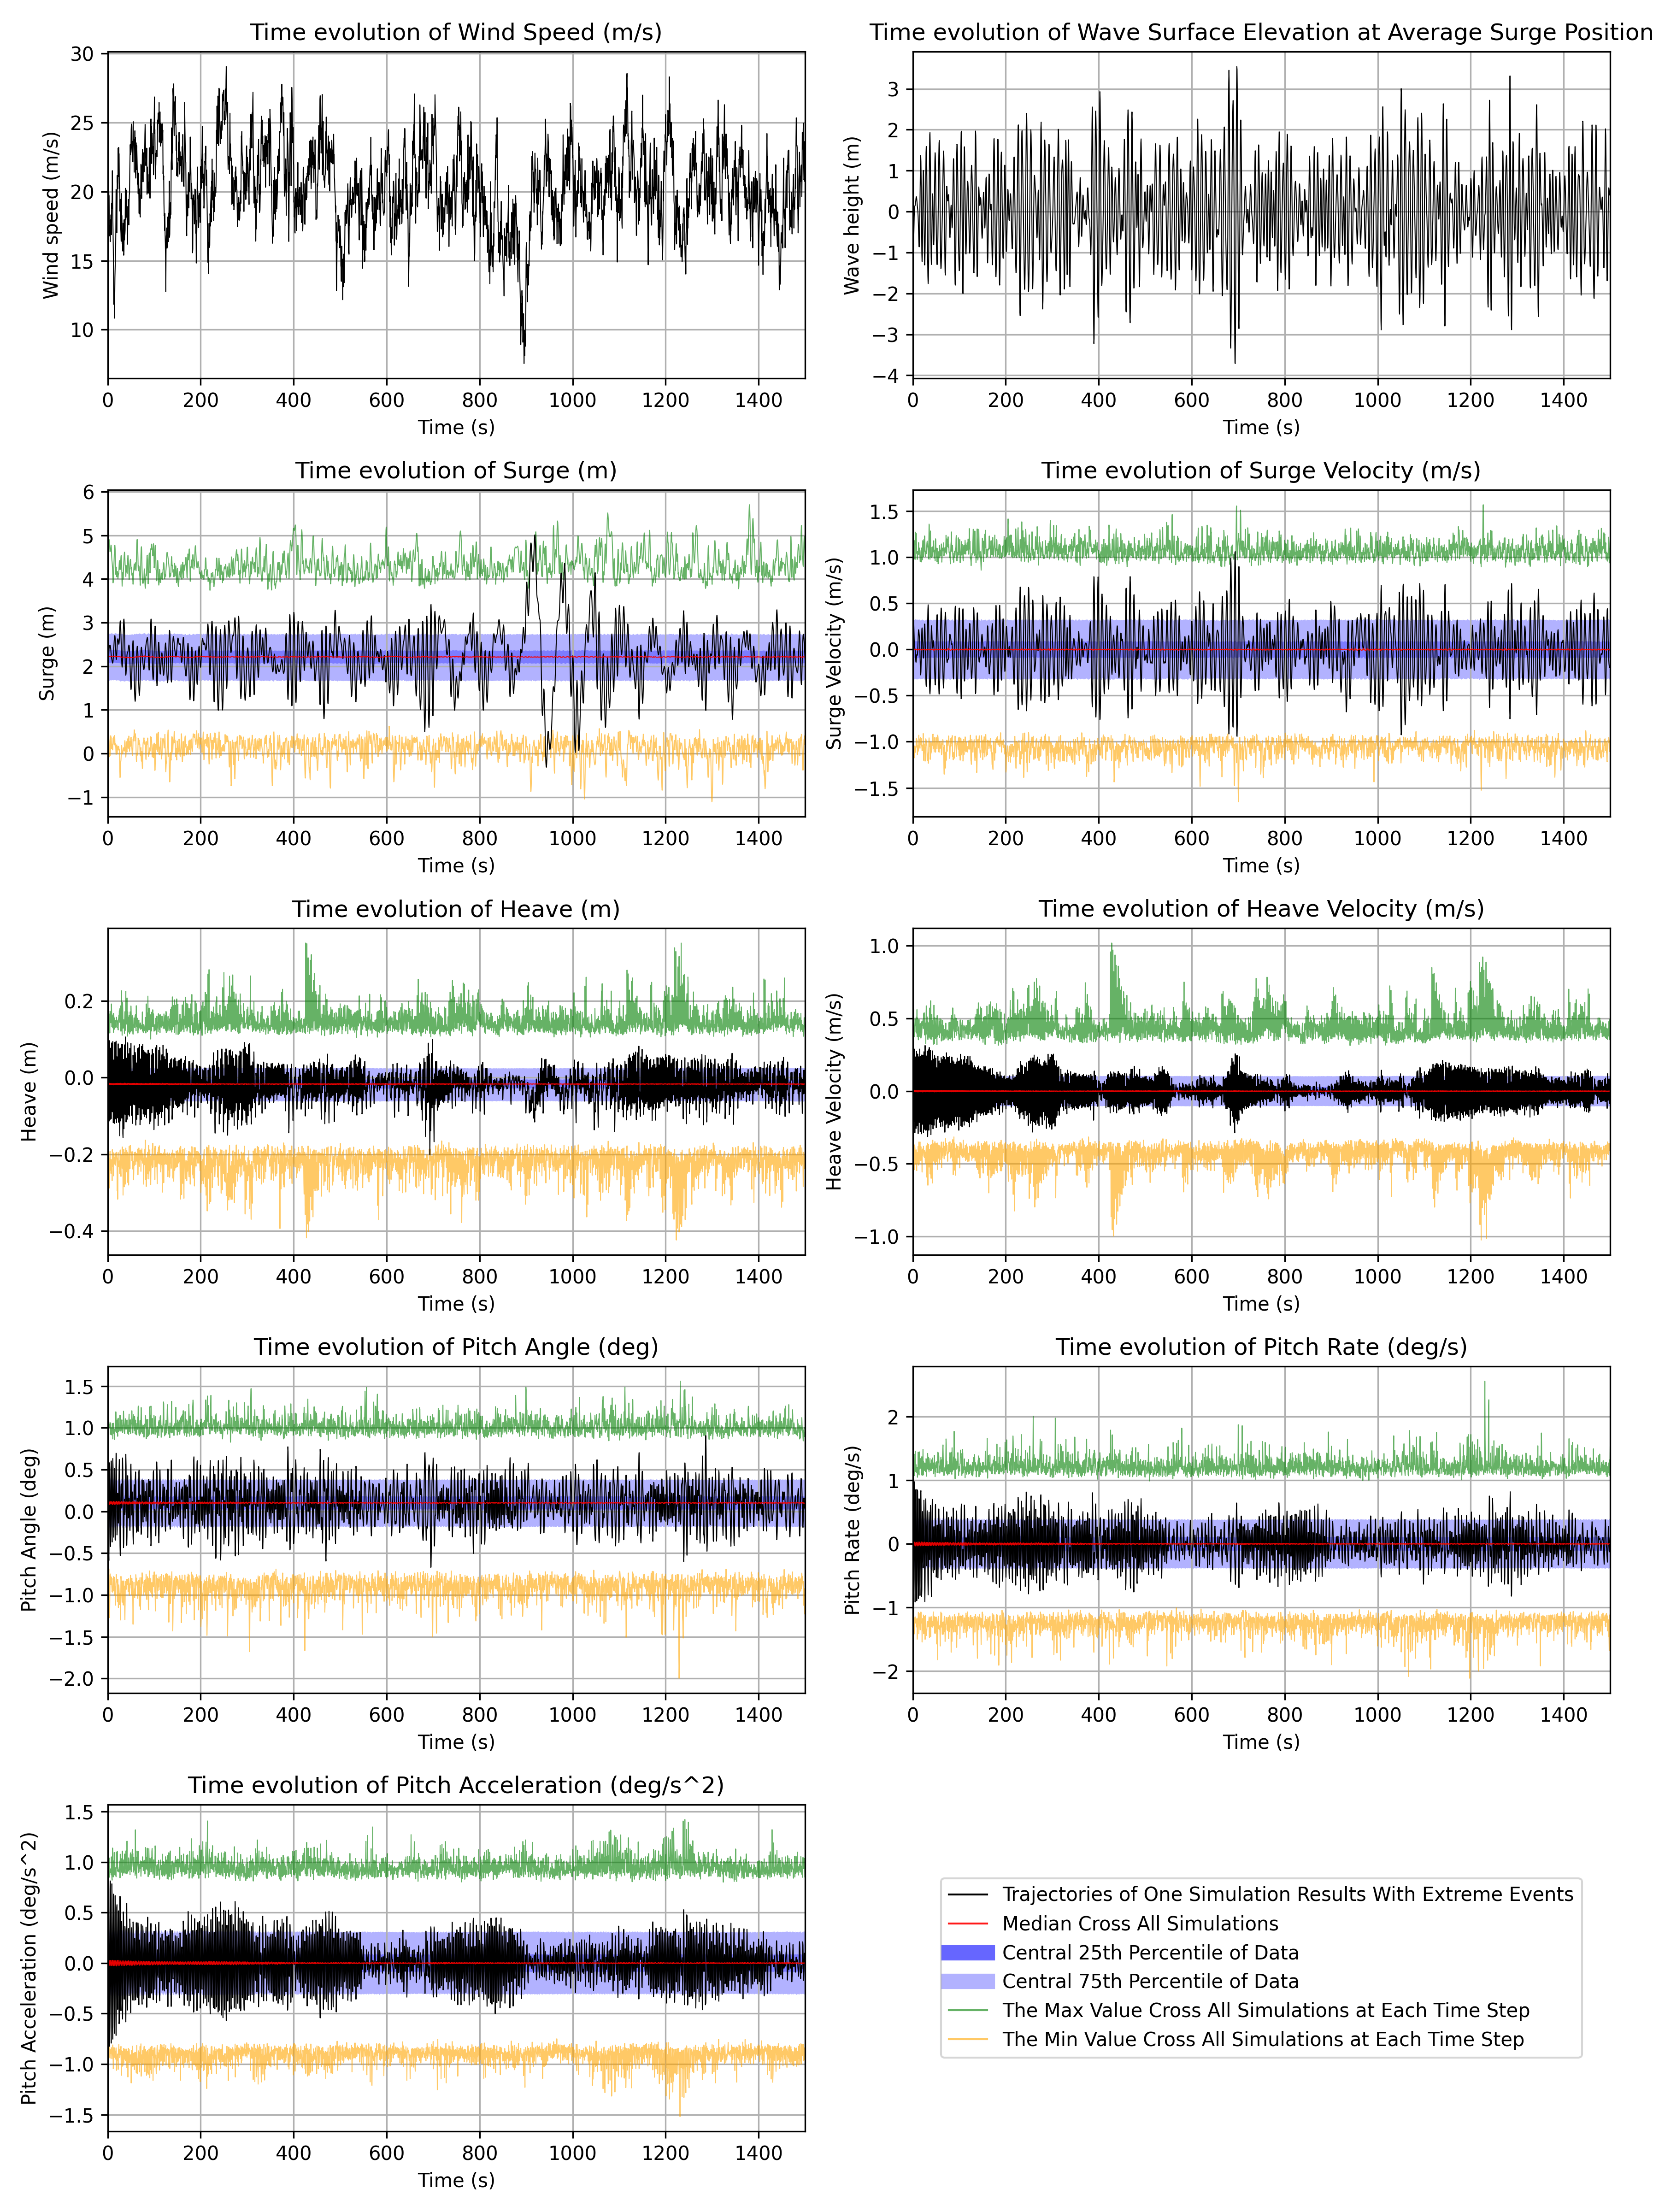 Time evolution of Wind Speed (m/s)
Wind speed (m/s)
30
25
20
15
10
0 200 400 600 800 1000 1200 1400
Time (s)
Time evolution of Wave Surface Elevation at Average Surge Position
Wave height (m)
3
2
1
0
−1
−2
−3
−4
0 200 400 600 800 1000 1200 1400
Time (s)
Time evolution of Surge (m)
Surge (m)
6
5
4
3
2
1
0
−1
0 200 400 600 800 1000 1200 1400
Time (s)
Time evolution of Surge Velocity (m/s)
Surge Velocity (m/s)
1.5
1.0
0.5
0.0
−0.5
−1.0
−1.5
0 200 400 600 800 1000 1200 1400
Time (s)
Time evolution of Heave (m)
Heave (m)
0.2
0.0
−0.2
−0.4
0 200 400 600 800 1000 1200 1400
Time (s)
Time evolution of Heave Velocity (m/s)
Heave Velocity (m/s)
1.0
0.5
0.0
−0.5
−1.0
0 200 400 600 800 1000 1200 1400
Time (s)
Time evolution of Pitch Angle (deg)
Pitch Angle (deg)
1.5
1.0
0.5
0.0
−0.5
−1.0
−1.5
−2.0
0 200 400 600 800 1000 1200 1400
Time (s)
Time evolution of Pitch Rate (deg/s)
Pitch Rate (deg/s)
2
1
0
−1
−2
0 200 400 600 800 1000 1200 1400
Time (s)
Time evolution of Pitch Acceleration (deg/s^2)
Pitch Acceleration (deg/s^2)
1.5
1.0
0.5
0.0
−0.5
−1.0
−1.5
0 200 400 600 800 1000 1200 1400
Time (s)
Trajectories of One Simulation Results With Extreme Events
Median Cross All Simulations
Central 25th Percentile of Data
Central 75th Percentile of Data
The Max Value Cross All Simulations at Each Time Step
The Min Value Cross All Simulations at Each Time Step